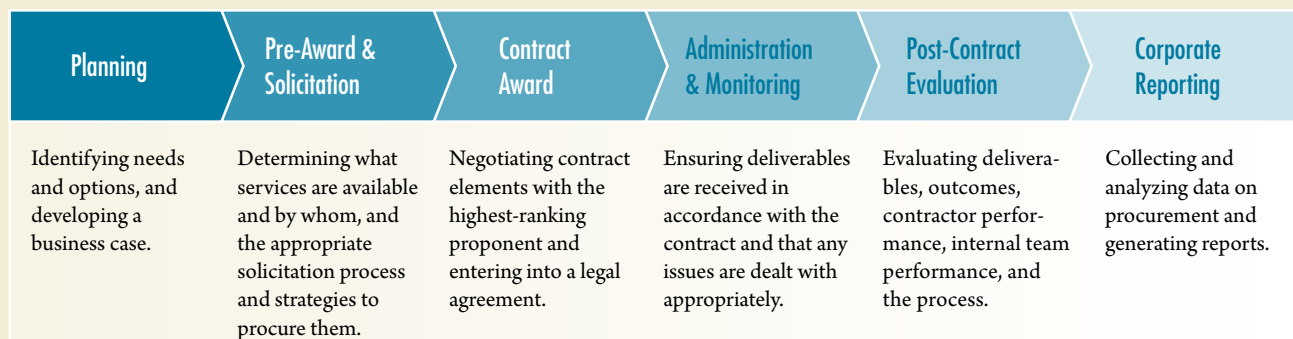 Planning
Pre-Award &
Solicitation
Contract
Award
Administration
& Monitoring
Post-Contract
Evaluation
Corporate
Reporting
Identifying needs
and options, and
developing a
business case.
Determining what
services are available
and by whom, and
the appropriate
solicitation process
and strategies to
procure them.
Negotiating contract
elements with the
highest-ranking
proponent and
entering into a legal
agreement.
Ensuring deliverables
are received in
accordance with the
contract and that any
issues are dealt with
appropriately.
Evaluating delivera-
bles, outcomes,
contractor perfor-
mance, internal team
performance, and
the process.
Collecting and
analyzing data on
procurement and
generating reports.